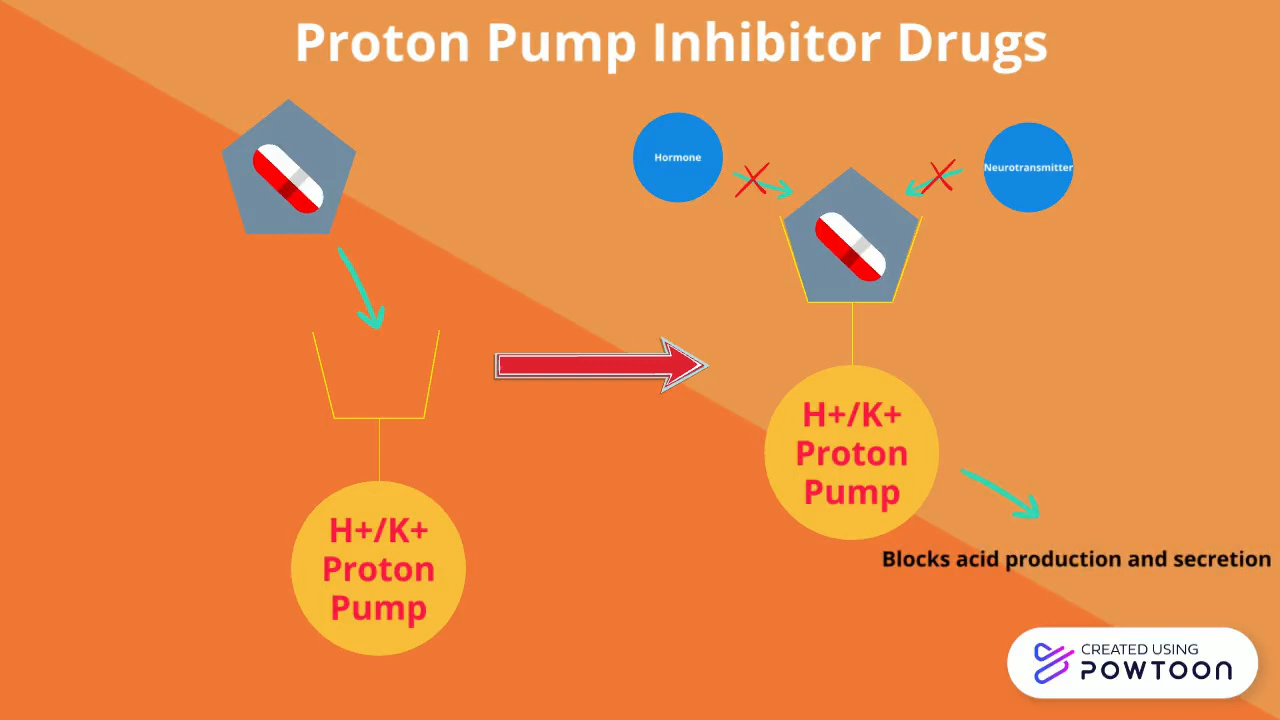 Proton Pump Inhibitor Drugs
Hormone
Neurotransmitter
H+/K+
Proton
Pump
H+/K+
Proton
Pump
Blocks acid production and secretion
CREATED USING
POWTOON